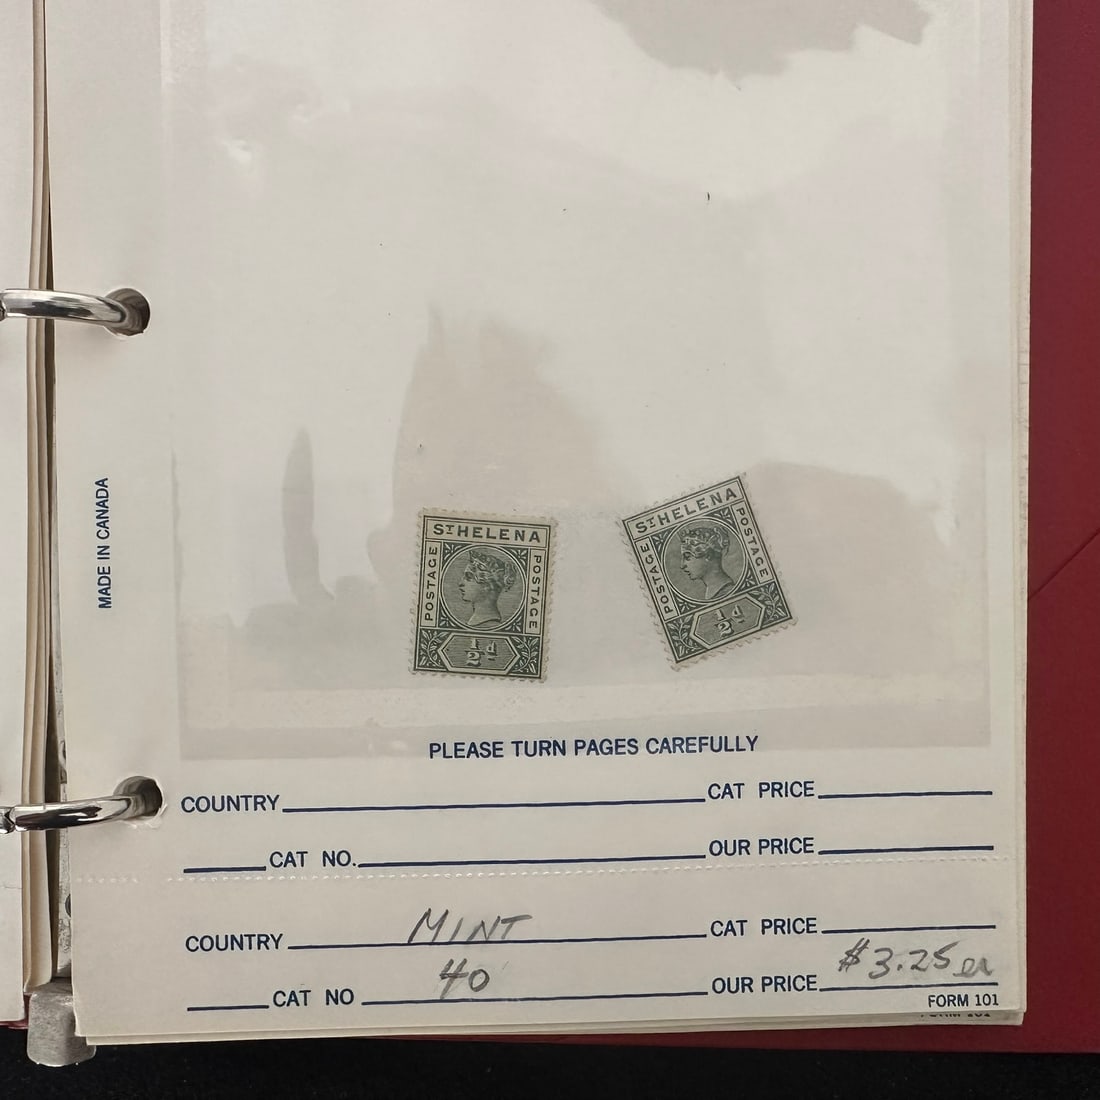 MADE IN CANADA
ST HELENA
POSTAGE
POSTAGE
½d
ST HELENA
POSTAGE
POSTAGE
½d
PLEASE TURN PAGES CAREFULLY
COUNTRY CAT PRICE
CAT NO. OUR PRICE
COUNTRY MINT CAT PRICE
CAT NO 40 OUR PRICE $3.25 ea
FORM 101